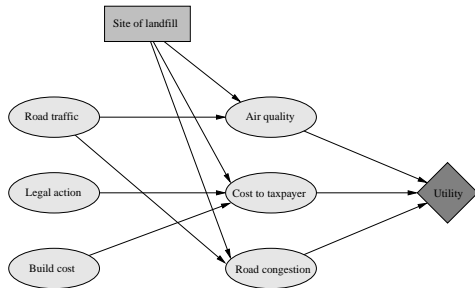 Site of landfill
Road traffic
Air quality
Legal action
Cost to taxpayer
Utility
Build cost
Road congestion